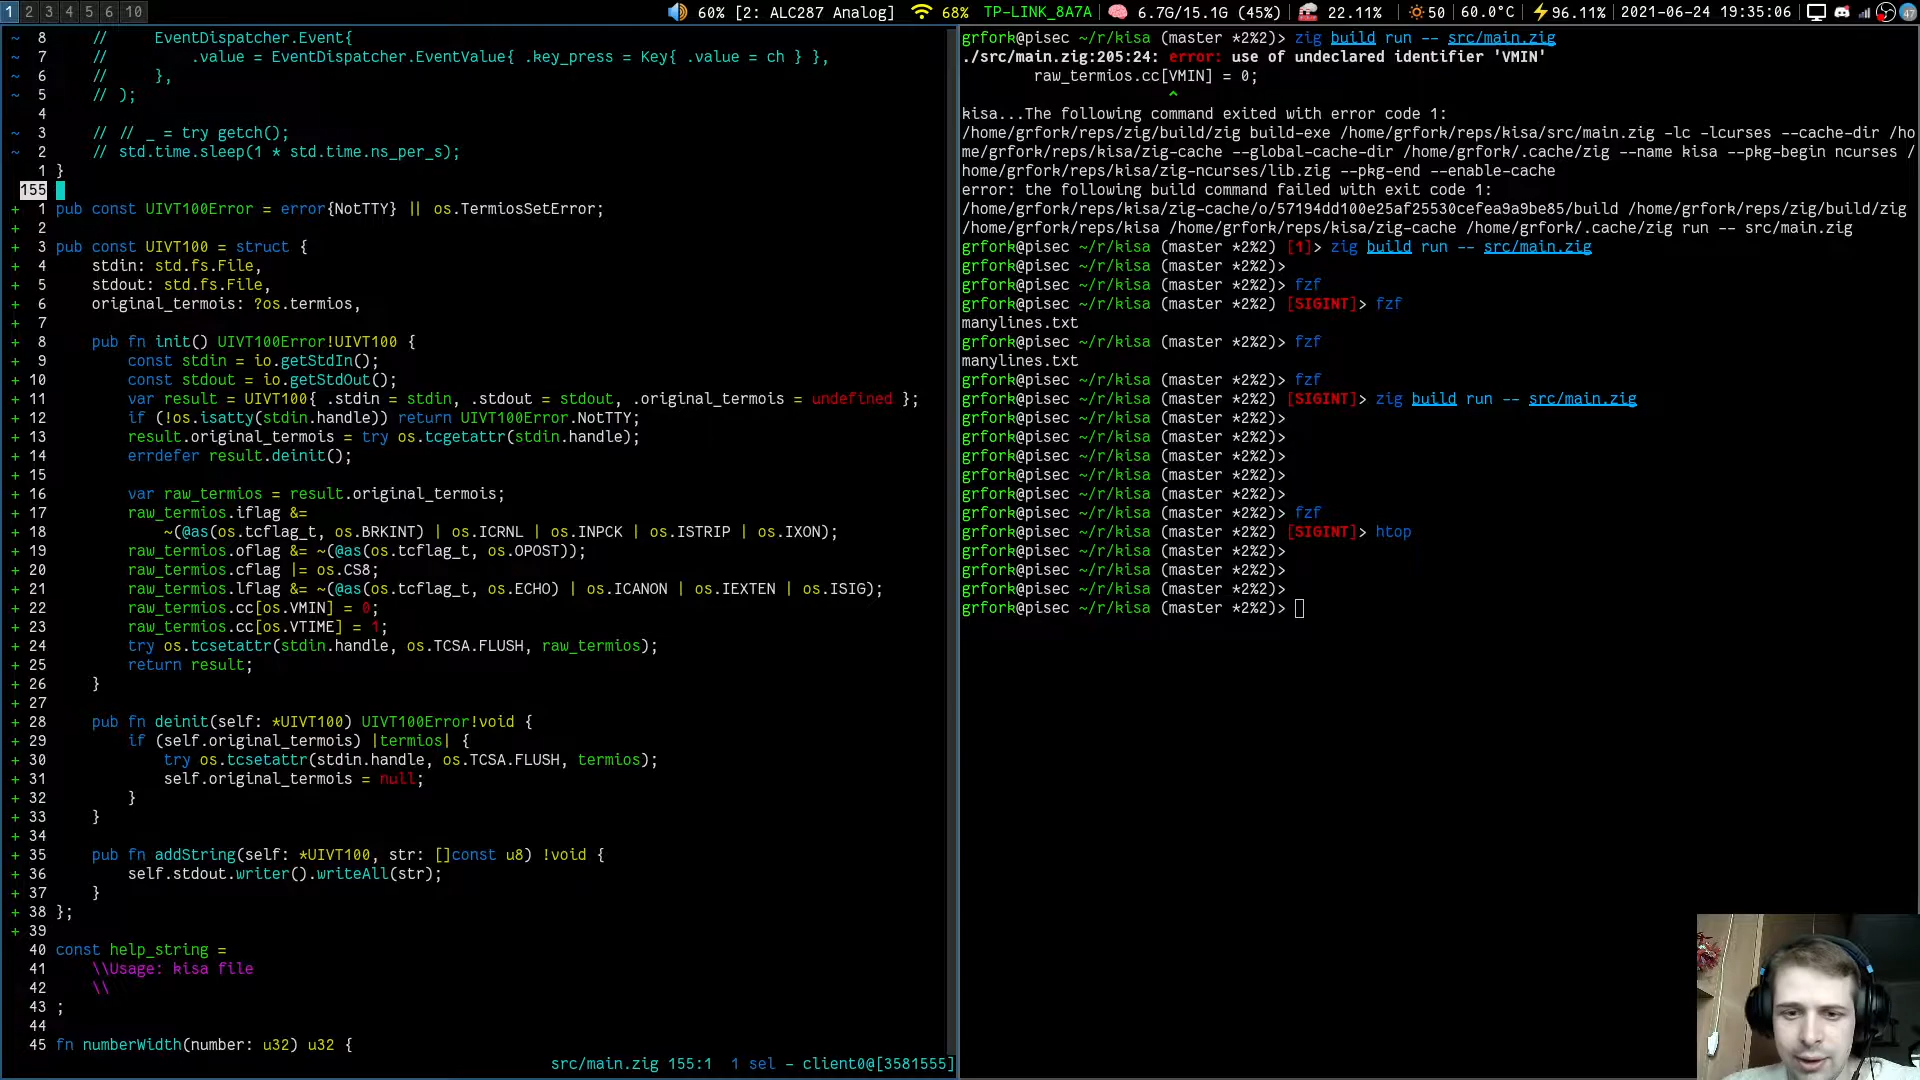 1 2 3 4 5 6 10
60% [2: ALC287 Analog] 68% TP-LINK_8A7A 6.7G/15.1G (45%) 22.11% 50 60.0°C 96.11% 2021-06-24 19:35:06 47
~ 8 // EventDispatcher.Event{
~ 7 // .value = EventDispatcher.EventValue{ .key_press = Key{ .value = ch } },
~ 6 // },
~ 5 // );
4
~ 3 // // _ = try getch();
~ 2 // std.time.sleep(1 * std.time.ns_per_s);
1 }
155
+ 1 pub const UIVT100Error = error{NotTTY} || os.TermiosSetError;
+ 2
+ 3 pub const UIVT100 = struct {
+ 4 stdin: std.fs.File,
+ 5 stdout: std.fs.File,
+ 6 original_termois: ?os.termios,
+ 7
+ 8 pub fn init() UIVT100Error!UIVT100 {
+ 9 const stdin = io.getStdIn();
+ 10 const stdout = io.getStdOut();
+ 11 var result = UIVT100{ .stdin = stdin, .stdout = stdout, .original_termois = undefined };
+ 12 if (!os.isatty(stdin.handle)) return UIVT100Error.NotTTY;
+ 13 result.original_termois = try os.tcgetattr(stdin.handle);
+ 14 errdefer result.deinit();
+ 15
+ 16 var raw_termios = result.original_termois;
+ 17 raw_termios.iflag &=
+ 18 ~(@as(os.tcflag_t, os.BRKINT) | os.ICRNL | os.INPCK | os.ISTRIP | os.IXON);
+ 19 raw_termios.oflag &= ~(@as(os.tcflag_t, os.OPOST));
+ 20 raw_termios.cflag |= os.CS8;
+ 21 raw_termios.lflag &= ~(@as(os.tcflag_t, os.ECHO) | os.ICANON | os.IEXTEN | os.ISIG);
+ 22 raw_termios.cc[os.VMIN] = 0;
+ 23 raw_termios.cc[os.VTIME] = 1;
+ 24 try os.tcsetattr(stdin.handle, os.TCSA.FLUSH, raw_termios);
+ 25 return result;
+ 26 }
+ 27
+ 28 pub fn deinit(self: *UIVT100) UIVT100Error!void {
+ 29 if (self.original_termois) |termios| {
+ 30 try os.tcsetattr(stdin.handle, os.TCSA.FLUSH, termios);
+ 31 self.original_termois = null;
+ 32 }
+ 33 }
+ 34
+ 35 pub fn addString(self: *UIVT100, str: []const u8) !void {
+ 36 self.stdout.writer().writeAll(str);
+ 37 }
+ 38 };
+ 39
40 const help_string =
41 \\Usage: kisa file
42 \\
43 ;
44
45 fn numberWidth(number: u32) u32 {
src/main.zig 155:1 1 sel - client0@[3581555]
grfork@pisec ~/r/kisa (master *2%2)> zig build run -- src/main.zig
./src/main.zig:205:24: error: use of undeclared identifier 'VMIN'
raw_termios.cc[VMIN] = 0;
^
kisa...The following command exited with error code 1:
/home/grfork/reps/zig/build/zig build-exe /home/grfork/reps/kisa/src/main.zig -lc -lcurses --cache-dir /ho
me/grfork/reps/kisa/zig-cache --global-cache-dir /home/grfork/.cache/zig --name kisa --pkg-begin ncurses /
home/grfork/reps/kisa/zig-ncurses/lib.zig --pkg-end --enable-cache
error: the following build command failed with exit code 1:
/home/grfork/reps/kisa/zig-cache/o/57194dd100e25af25530cefea9a9be85/build /home/grfork/reps/zig/build/zig
/home/grfork/reps/kisa /home/grfork/reps/kisa/zig-cache /home/grfork/.cache/zig run -- src/main.zig
grfork@pisec ~/r/kisa (master *2%2) [1]> zig build run -- src/main.zig
grfork@pisec ~/r/kisa (master *2%2)>
grfork@pisec ~/r/kisa (master *2%2)> fzf
grfork@pisec ~/r/kisa (master *2%2) [SIGINT]> fzf
manylines.txt
grfork@pisec ~/r/kisa (master *2%2)> fzf
manylines.txt
grfork@pisec ~/r/kisa (master *2%2)> fzf
grfork@pisec ~/r/kisa (master *2%2) [SIGINT]> zig build run -- src/main.zig
grfork@pisec ~/r/kisa (master *2%2)>
grfork@pisec ~/r/kisa (master *2%2)>
grfork@pisec ~/r/kisa (master *2%2)>
grfork@pisec ~/r/kisa (master *2%2)>
grfork@pisec ~/r/kisa (master *2%2)>
grfork@pisec ~/r/kisa (master *2%2)> fzf
grfork@pisec ~/r/kisa (master *2%2) [SIGINT]> htop
grfork@pisec ~/r/kisa (master *2%2)>
grfork@pisec ~/r/kisa (master *2%2)>
grfork@pisec ~/r/kisa (master *2%2)>
grfork@pisec ~/r/kisa (master *2%2)>